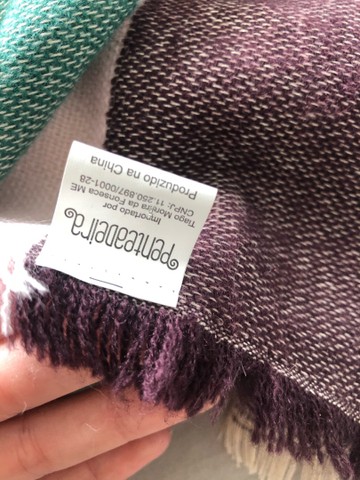 Penteadeira
Importado por
Tiago Moreira da Fonseca ME
CNPJ: 11.250.897/0001-28
Produzido na China